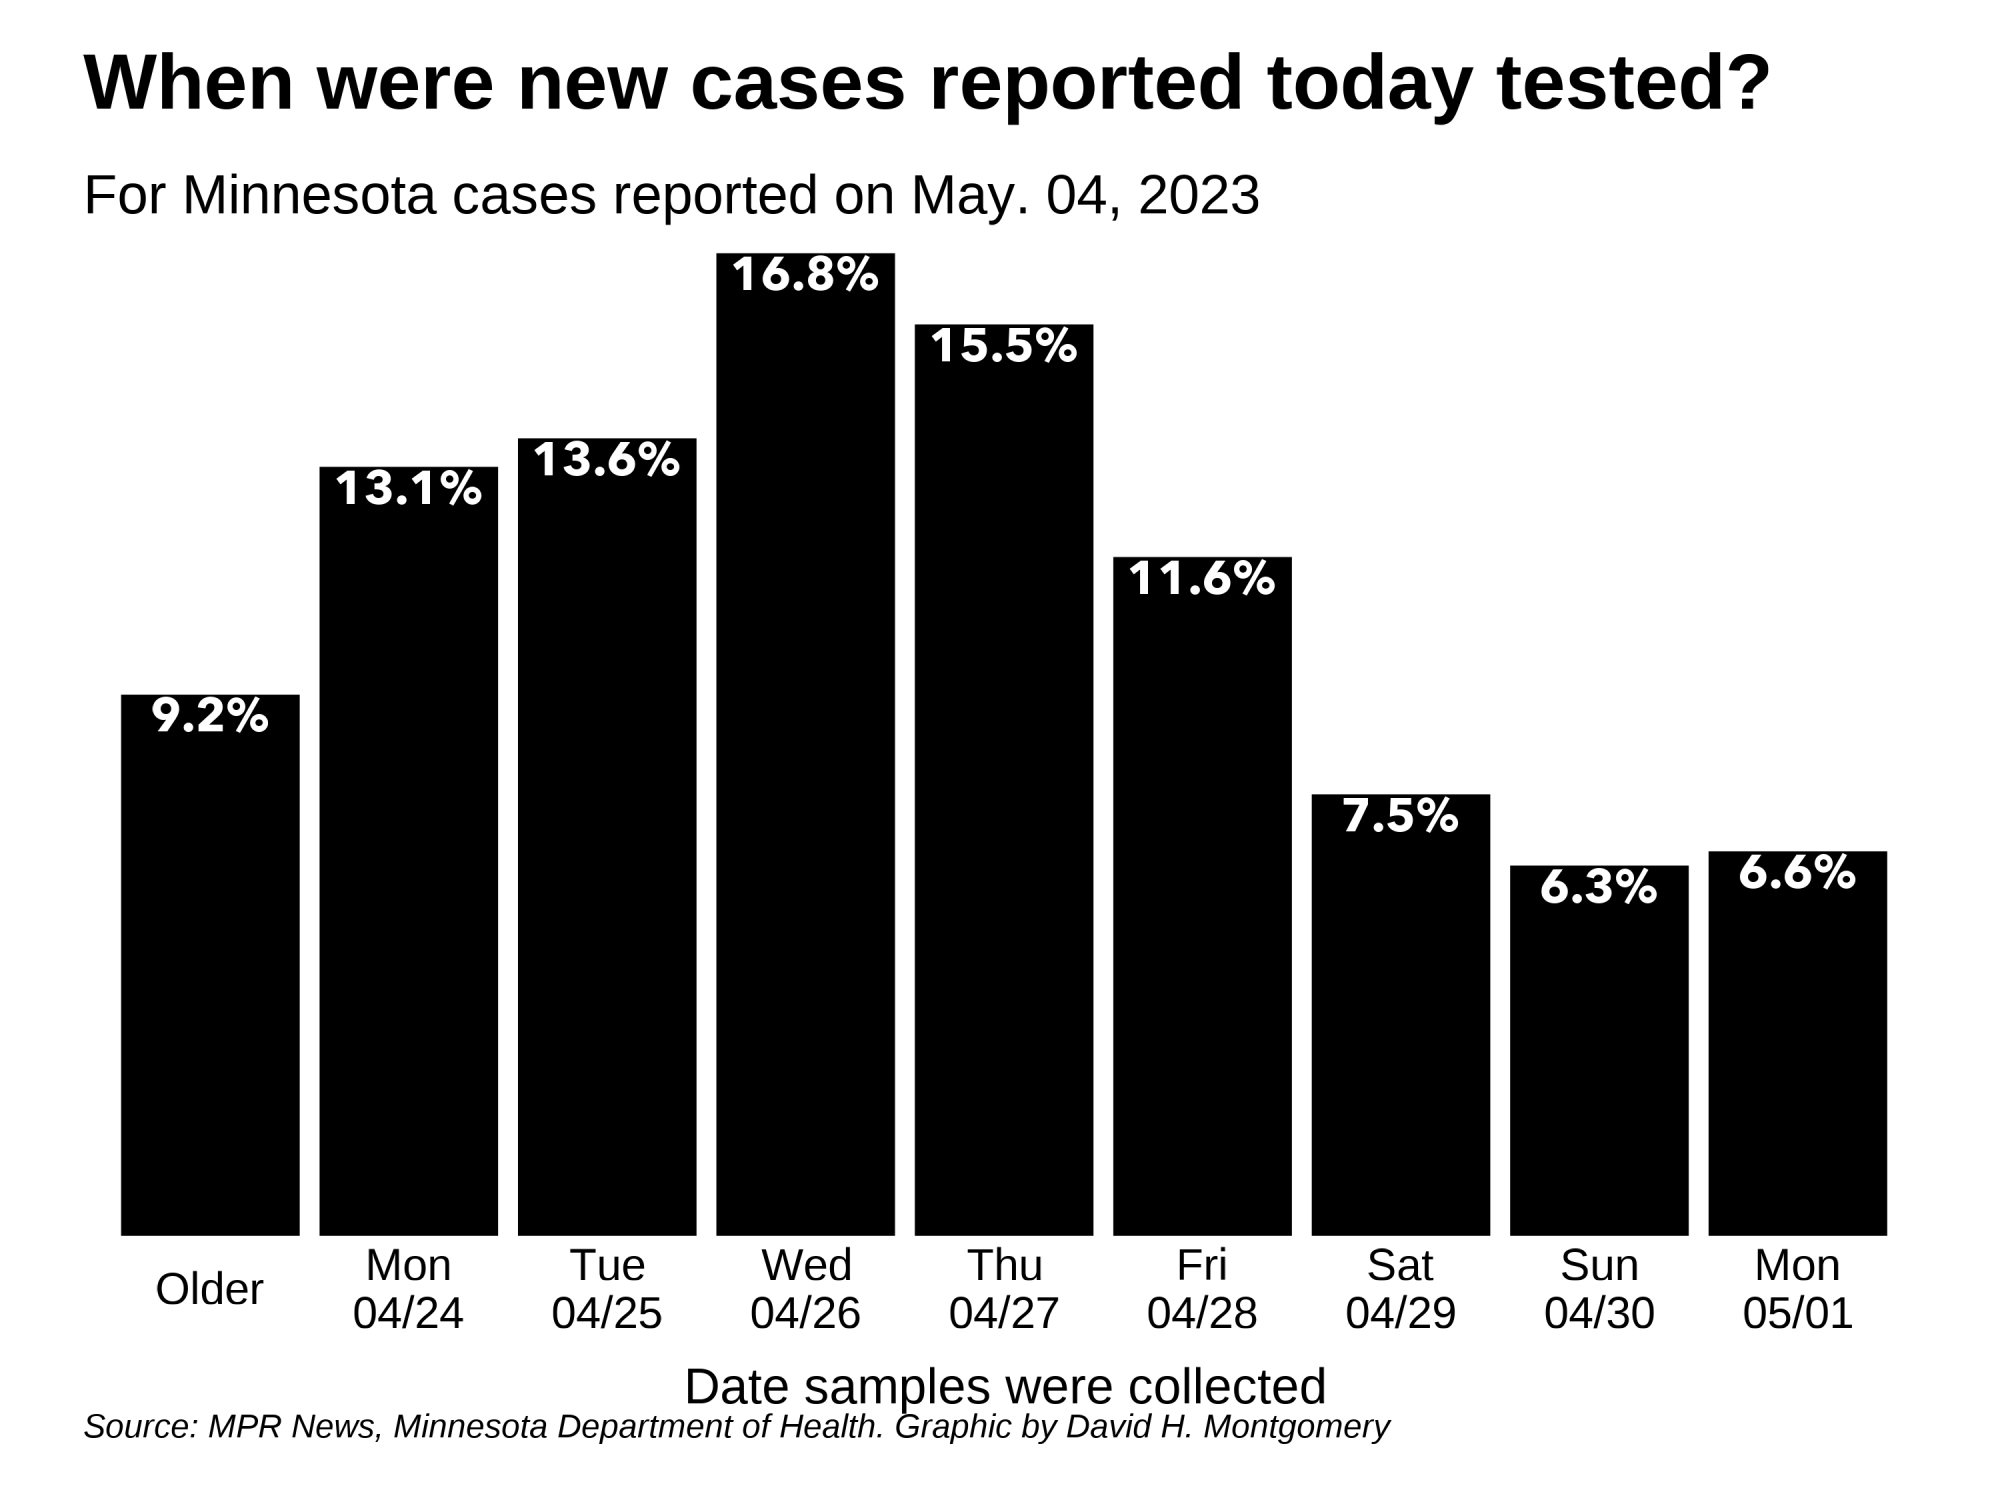 When were new cases reported today tested?
For Minnesota cases reported on May. 04, 2023
9.2%
13.1%
13.6%
16.8%
15.5%
11.6%
7.5%
6.3%
6.6%
Older
Mon
04/24
Tue
04/25
Wed
04/26
Thu
04/27
Fri
04/28
Sat
04/29
Sun
04/30
Mon
05/01
Date samples were collected
Source: MPR News, Minnesota Department of Health. Graphic by David H. Montgomery